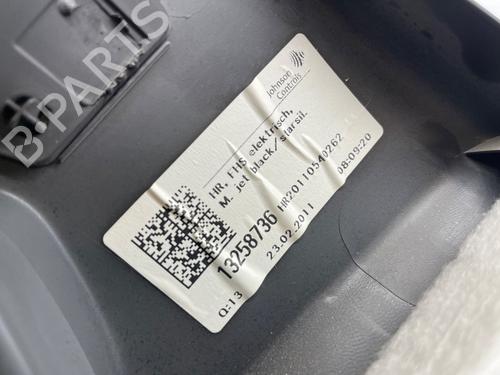 B-PARTS
Johnson
Controls
HR, FHS elektrisch,
M. jet black/ starsil.
13258736
HR20110540262
Q:13
23.02.2011
08:09:20